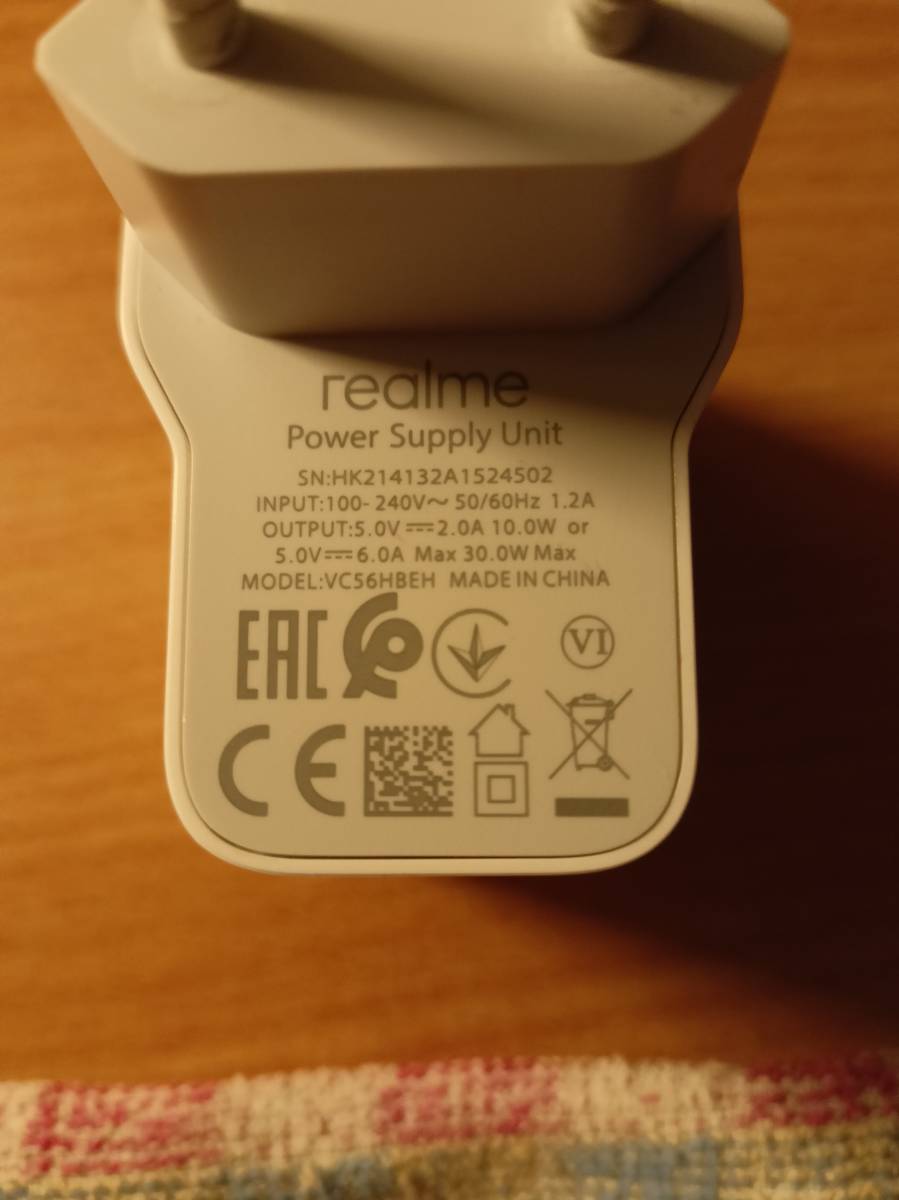 realme
Power Supply Unit
SN:HK214132A1524502
INPUT:100- 240V~ 50/60Hz 1.2A
OUTPUT:5.0V⎓2.0A 10.0W or
5.0V⎓6.0A Max 30.0W Max
MODEL:VC56HBEH MADE IN CHINA
EAC
VI
CE